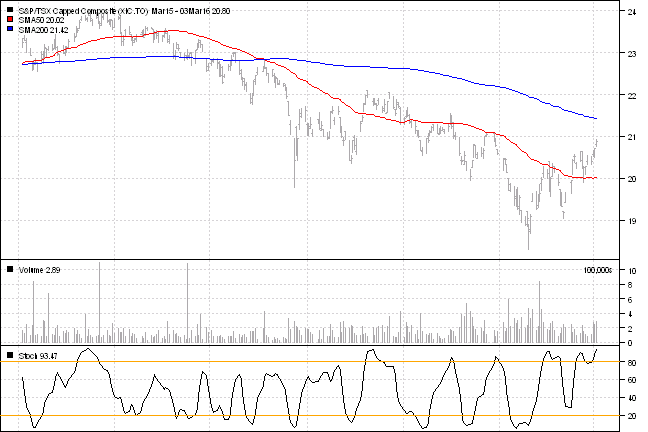 S&P/TSX Capped Composite (XIC.TO) Mar15 - 03Mar16 20.80
SMA50 20.02
SMA200 21.42
24
23
22
21
20
19
Volume 2.89
100,000s
10
8
6
4
2
0
Stoch 93.47
80
60
40
20